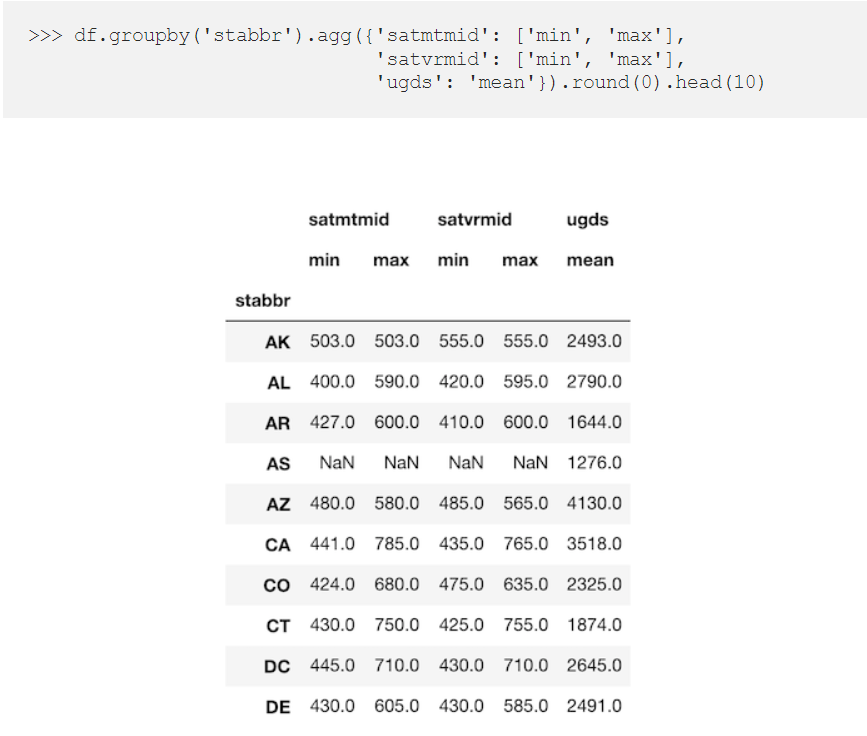 >>> df.groupby('stabbr').agg({'satmtmid': ['min', 'max'],
'satvrmid': ['min', 'max'],
'ugds': 'mean'}).round(0).head(10)
satmtmid satvrmid ugds
min max min max mean
stabbr
AK 503.0 503.0 555.0 555.0 2493.0
AL 400.0 590.0 420.0 595.0 2790.0
AR 427.0 600.0 410.0 600.0 1644.0
AS NaN NaN NaN NaN 1276.0
AZ 480.0 580.0 485.0 565.0 4130.0
CA 441.0 785.0 435.0 765.0 3518.0
CO 424.0 680.0 475.0 635.0 2325.0
CT 430.0 750.0 425.0 755.0 1874.0
DC 445.0 710.0 430.0 710.0 2645.0
DE 430.0 605.0 430.0 585.0 2491.0